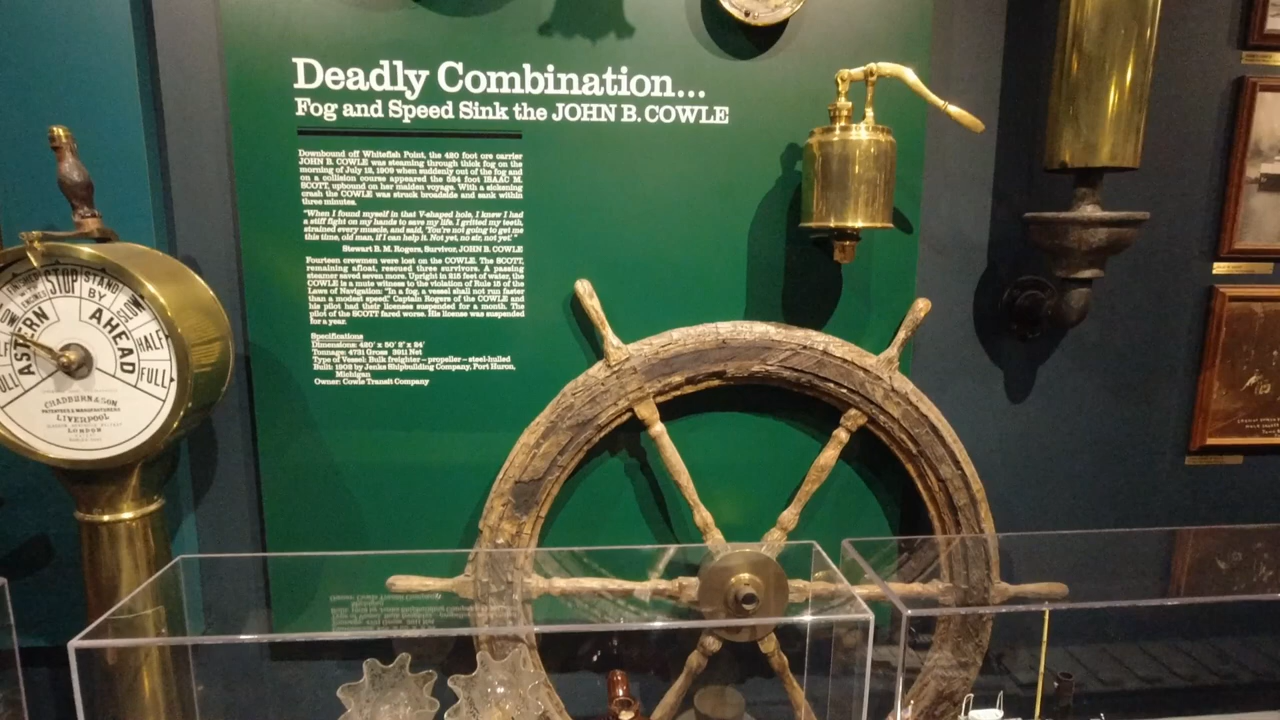 Deadly Combination...
Fog and Speed Sink the JOHN B. COWLE
Downbound off Whitefish Point, the 420 foot ore carrier
JOHN B. COWLE was steaming through thick fog on the
morning of July 12, 1909 when suddenly out of the fog and
on a collision course appeared the 524 foot ISAAC M.
SCOTT, upbound on her maiden voyage. With a sickening
crash the COWLE was struck broadside and sank within
three minutes.
"When I found myself in that V-shaped hole, I knew I had
a stiff fight on my hands to save my life. I gritted my teeth,
strained every muscle, and said, 'You're not going to get me
this time, old man, if I can help it. Not yet, no sir, not yet.' "
Stewart B. M. Rogers, Survivor, JOHN B. COWLE
Fourteen crewmen were lost on the COWLE. The SCOTT,
remaining afloat, rescued three survivors. A passing
steamer saved seven more. Upright in 215 feet of water, the
COWLE is a mute witness to the violation of Rule 15 of the
Laws of Navigation: "In a fog, a vessel shall not run faster
than a modest speed." Captain Rogers of the COWLE and
his pilot had their licenses suspended for a month. The
pilot of the SCOTT fared worse. His license was suspended
for a year.
Specifications
Dimensions: 420' x 50' 2" x 24'
Tonnage: 4731 Gross 3911 Net
Type of Vessel: Bulk freighter – propeller – steel-hulled
Built: 1902 by Jenks Shipbuilding Company, Port Huron,
Michigan
Owner: Cowle Transit Company
STOP
STAND
BY
SLOW
HALF
FULL
AHEAD
ASTERN
CHADBURN & SON
PATENTEES & MANUFACTURERS
LIVERPOOL
LONDON